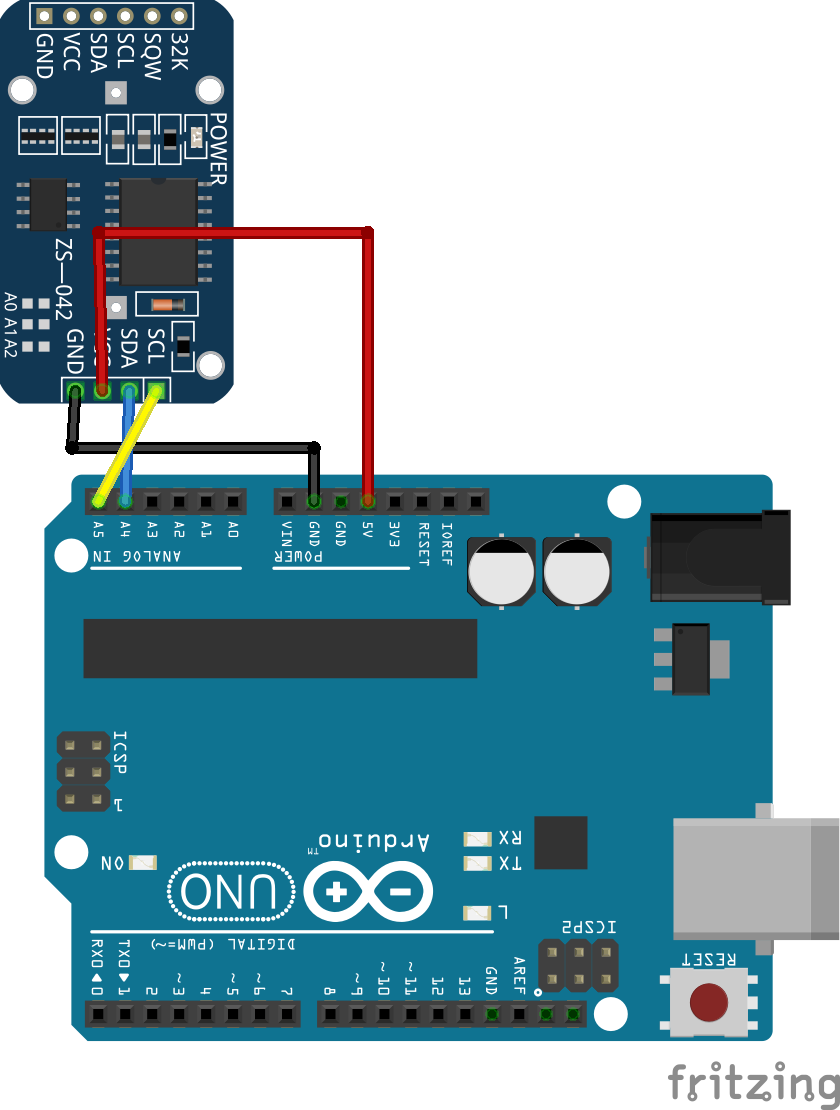 GND
VCC
SDA
SCL
SQW
32K
POWER
ZS—042
A0 A1 A2
GND
SDA
SCL
A5
A4
A3
A2
A1
A0
VIN
GND
GND
5V
3V3
RESET
IOREF
ANALOG IN
POWER
ICSP
1
Arduino™
RX
TX
ON
UNO
L
DIGITAL (PWM=~)
ICSP2
RX0◀0
TX0▶1
2
~3
4
~5
~6
7
8
~9
~10
~11
12
13
GND
AREF
RESET
fritzing